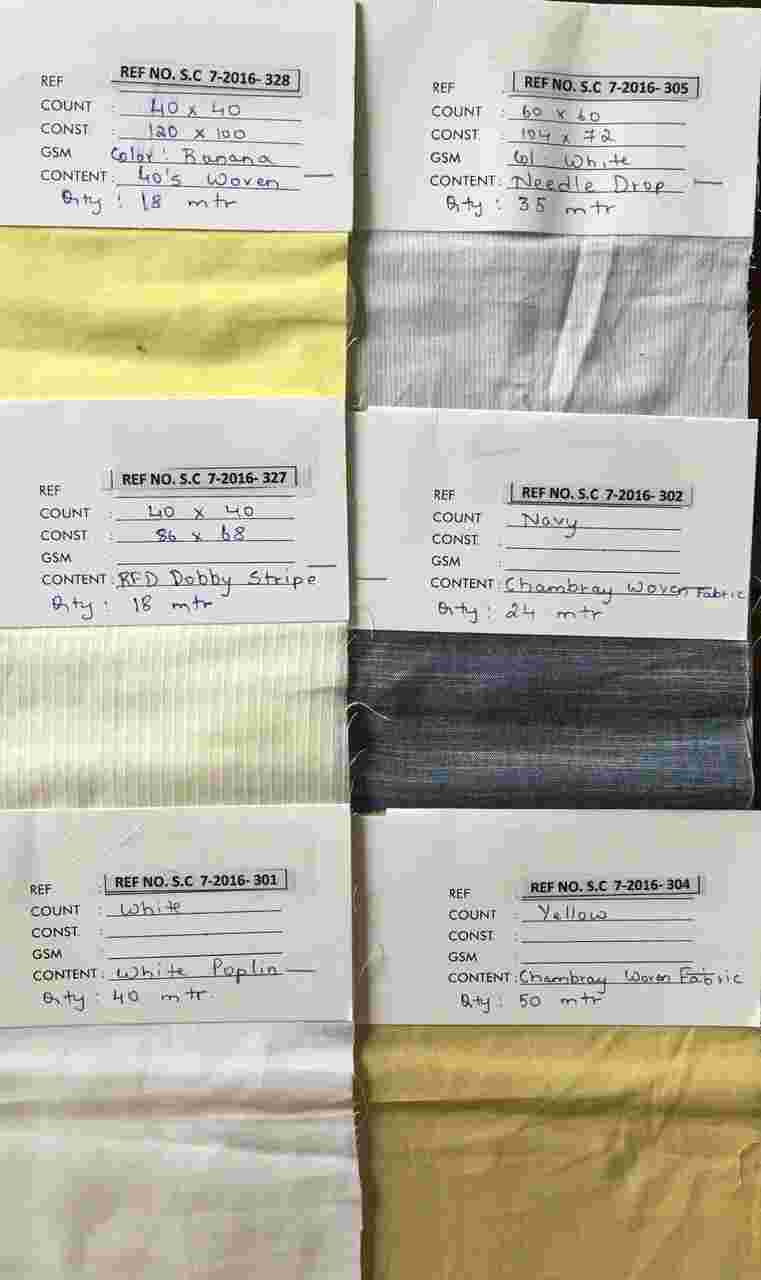 REF REF NO. S.C 7-2016- 328
COUNT : 40 x 40
CONST : 120 x 100
GSM Color : Banana
CONTENT : 40's Woven
Qty : 18 mtr
REF REF NO. S.C 7-2016- 305
COUNT : 60 x 60
CONST : 104 x 72
GSM Col : White
CONTENT : Needle Drop
Qty : 35 mtr
REF REF NO. S.C 7-2016- 327
COUNT : 40 x 40
CONST : 86 x 68
GSM :
CONTENT : RFD Dobby Stripe
Qty : 18 mtr
REF REF NO. S.C 7-2016- 302
COUNT : Navy
CONST. :
GSM :
CONTENT : Chambray Woven Fabric
Qty : 24 mtr
REF : REF NO. S.C 7-2016- 301
COUNT : White
CONST. :
GSM :
CONTENT : White Poplin
Qty : 40 mtr.
REF REF NO. S.C 7-2016- 304
COUNT : Yellow
CONST. :
GSM :
CONTENT : Chambray Woven Fabric
Qty : 50 mtr